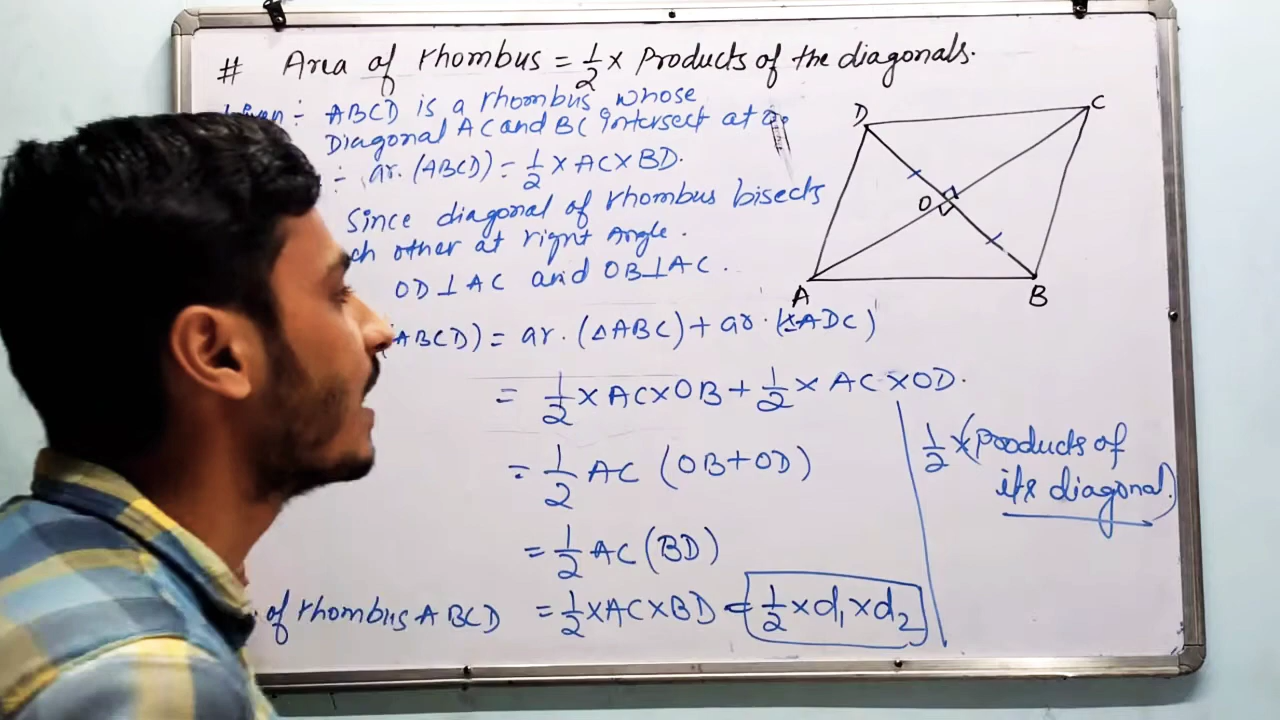 # Area of rhombus = 1/2 × Products of the diagonals.
÷ ABCD is a rhombus whose
Diagonal AC and BC intersect at O.
÷ ar. (ABCD) = 1/2 × AC × BD.
Since diagonal of rhombus bisects
ch other at right Angle.
OD ⊥ AC and OB ⊥ AC.
(ABCD) = ar. (△ABC) + ar. (△ADC)
= 1/2 × AC × OB + 1/2 × AC × OD.
= 1/2 AC (OB + OD)
= 1/2 AC (BD)
of rhombus ABCD = 1/2 × AC × BD = 1/2 × d₁ × d₂
1/2 × (Products of
its diagonal.)
D
C
O
A
B